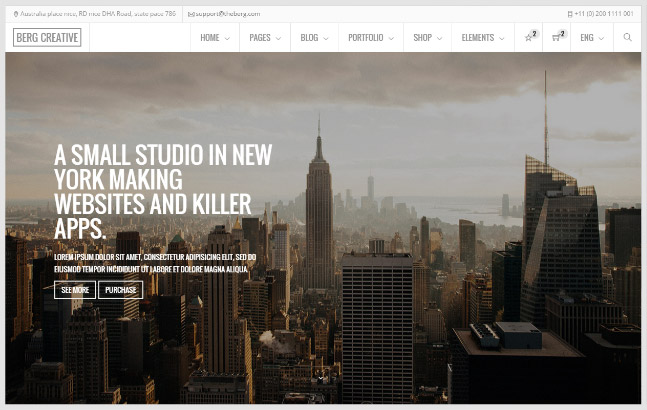 Australia place nice, RD nice DHA Road, state pace 786
support@theberg.com
+11 (0) 200 1111 001
BERG CREATIVE
HOME
PAGES
BLOG
PORTFOLIO
SHOP
ELEMENTS
2
2
ENG
A SMALL STUDIO IN NEW
YORK MAKING
WEBSITES AND KILLER
APPS.
LOREM IPSUM DOLOR SIT AMET, CONSECTETUR ADIPISICING ELIT, SED DO
EIUSMOD TEMPOR INCIDIDUNT UT LABORE ET DOLORE MAGNA ALIQUA.
SEE MORE
PURCHASE